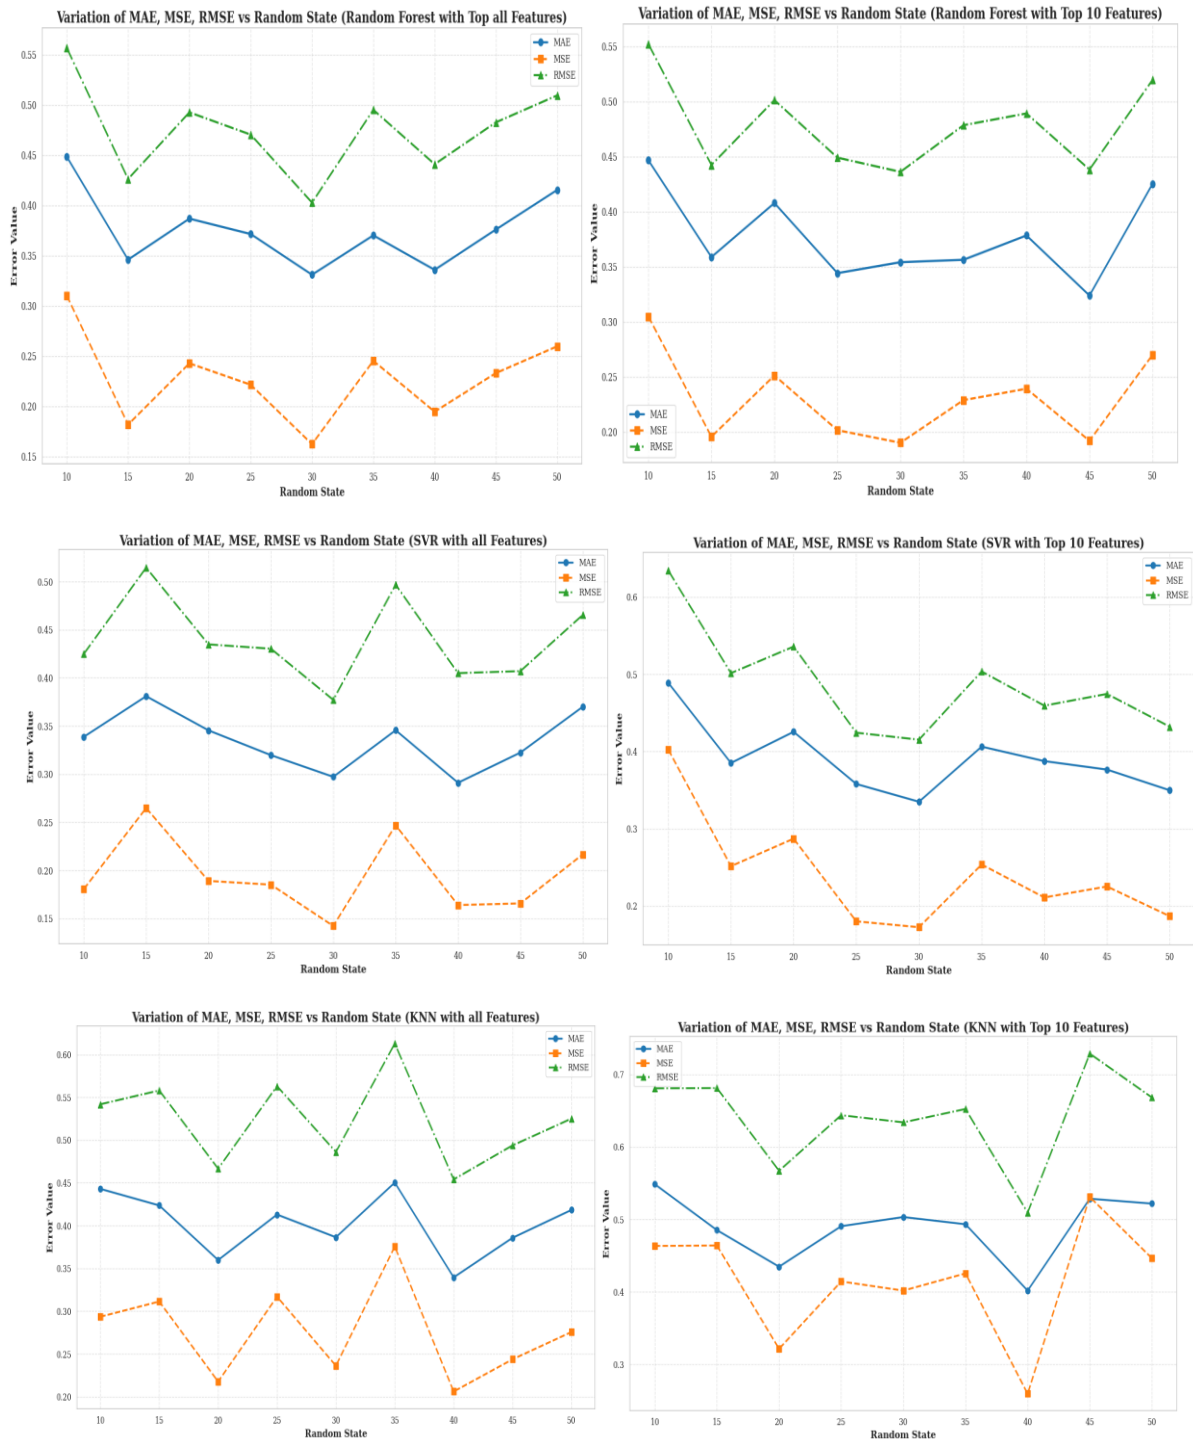 Variation of MAE, MSE, RMSE vs Random State (Random Forest with Top all Features)
MAE
MSE
RMSE
Error Value
0.55
0.50
0.45
0.40
0.35
0.30
0.25
0.20
0.15
10 15 20 25 30 35 40 45 50
Random State
Variation of MAE, MSE, RMSE vs Random State (Random Forest with Top 10 Features)
Error Value
0.55
0.50
0.45
0.40
0.35
0.30
0.25
0.20
MAE
MSE
RMSE
10 15 20 25 30 35 40 45 50
Random State
Variation of MAE, MSE, RMSE vs Random State (SVR with all Features)
MAE
MSE
RMSE
Error Value
0.50
0.45
0.40
0.35
0.30
0.25
0.20
0.15
10 15 20 25 30 35 40 45 50
Random State
Variation of MAE, MSE, RMSE vs Random State (SVR with Top 10 Features)
MAE
MSE
RMSE
Error Value
0.6
0.5
0.4
0.3
0.2
10 15 20 25 30 35 40 45 50
Random State
Variation of MAE, MSE, RMSE vs Random State (KNN with all Features)
MAE
MSE
RMSE
Error Value
0.60
0.55
0.50
0.45
0.40
0.35
0.30
0.25
0.20
10 15 20 25 30 35 40 45 50
Random State
Variation of MAE, MSE, RMSE vs Random State (KNN with Top 10 Features)
MAE
MSE
RMSE
Error Value
0.7
0.6
0.5
0.4
0.3
10 15 20 25 30 35 40 45 50
Random State